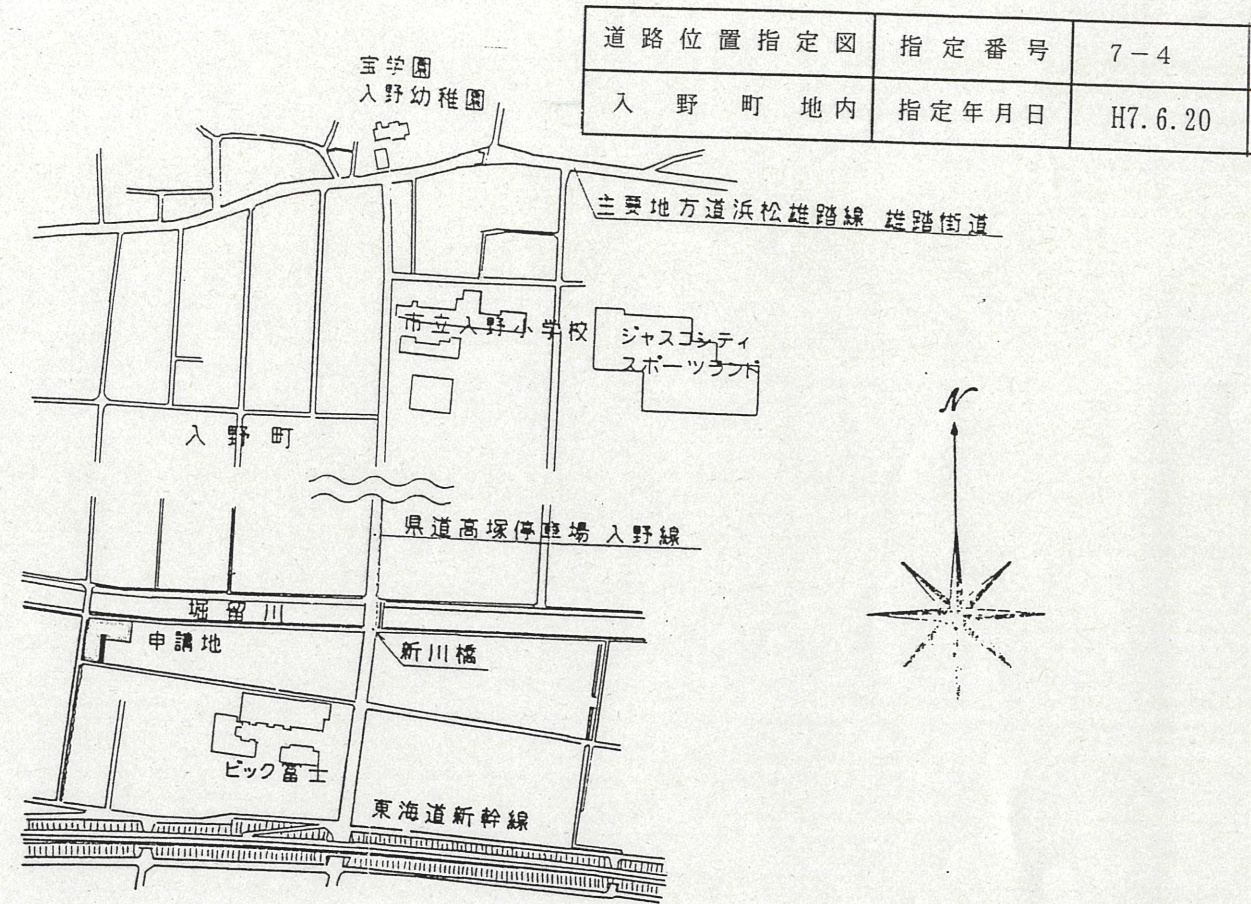 道路位置指定図 指定番号 7-4
入野町地内 指定年月日 H7.6.20
宝学園
入野幼稚園
主要地方道浜松雄踏線 雄踏街道
市立入野小学校
ジャスコシティ
スポーツランド
N
入野町
県道高塚停車場 入野線
堀留川
申請地
新川橋
ビック富士
東海道新幹線